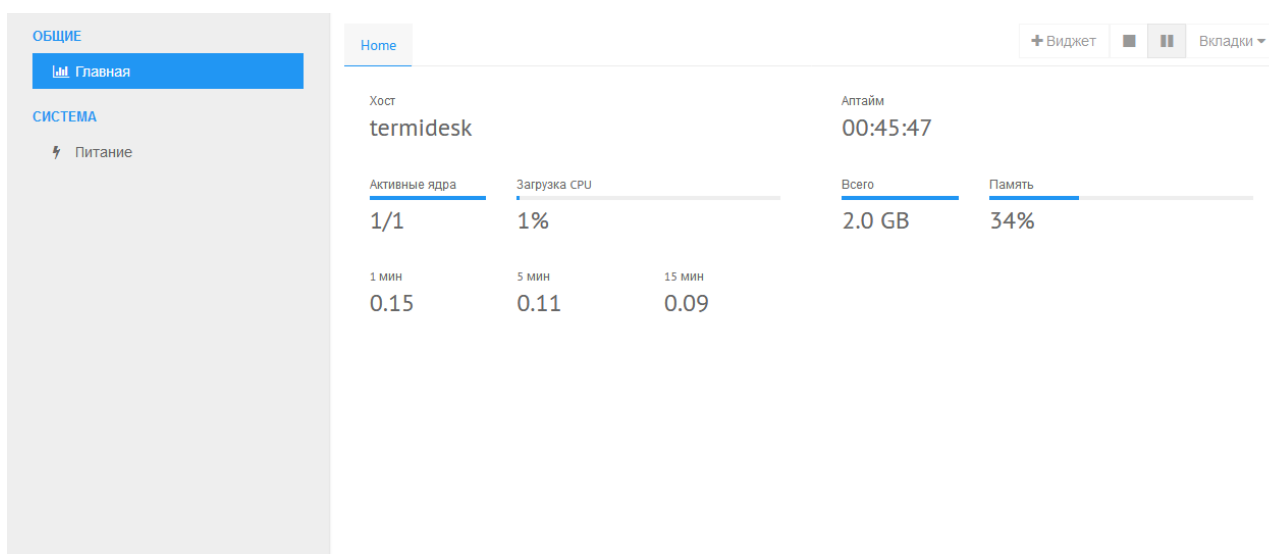 ОБЩИЕ
Главная
СИСТЕМА
Питание
Home
Виджет
Вкладки
Хост
termidesk
Аптайм
00:45:47
Активные ядра
1/1
Загрузка CPU
1%
Всего
2.0 GB
Память
34%
1 мин
0.15
5 мин
0.11
15 мин
0.09